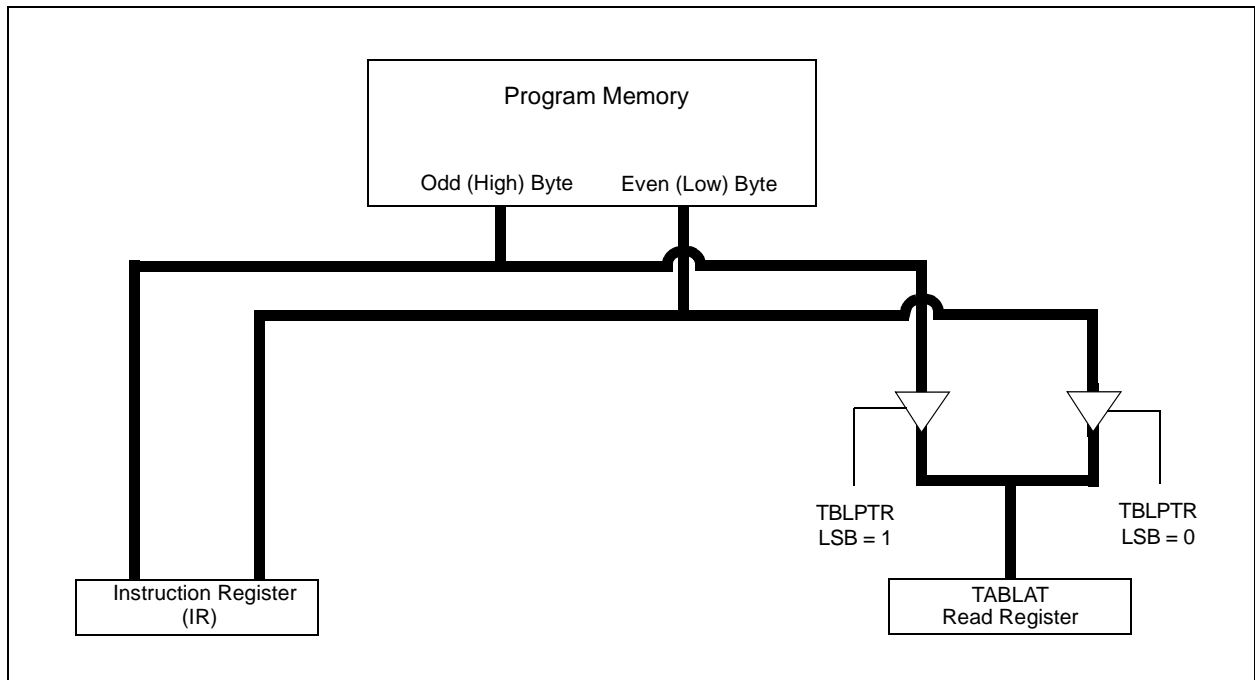 Program Memory
Odd (High) Byte
Even (Low) Byte
TBLPTR
LSB = 1
TBLPTR
LSB = 0
Instruction Register
(IR)
TABLAT
Read Register